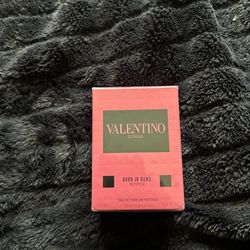 VALENTINO
DONNA
BORN IN ROMA
INTENSE
EAU DE PARFUM INTENSE